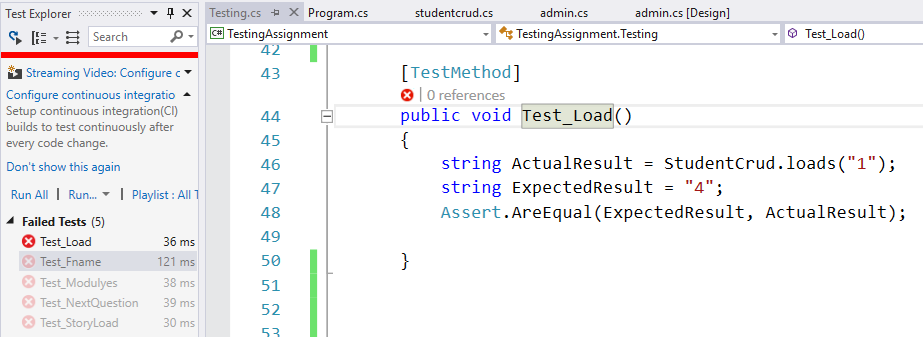 Test Explorer
Search
Streaming Video: Configure c
Configure continuous integratio
Setup continuous integration(CI)
builds to test continuously after
every code change.
Don't show this again
Run All | Run... | Playlist : All T
Failed Tests (5)
Test_Load 36 ms
Test_Fname 121 ms
Test_Modulyes 38 ms
Test_NextQuestion 39 ms
Test_StoryLoad 30 ms
Testing.cs Program.cs studentcrud.cs admin.cs admin.cs [Design]
C# TestingAssignment TestingAssignment.Testing Test_Load()
42
43 [TestMethod]
| 0 references
44 public void Test_Load()
45 {
46 string ActualResult = StudentCrud.loads("1");
47 string ExpectedResult = "4";
48 Assert.AreEqual(ExpectedResult, ActualResult);
49
50 }
51
52
53